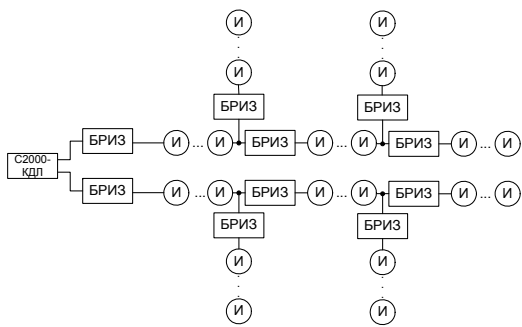 И И
И И
БРИЗ БРИЗ
БРИЗ И ... И БРИЗ И ... И БРИЗ И ... И
С2000-
КДЛ
БРИЗ И ... И БРИЗ И ... И БРИЗ И ... И
БРИЗ БРИЗ
И И
И И